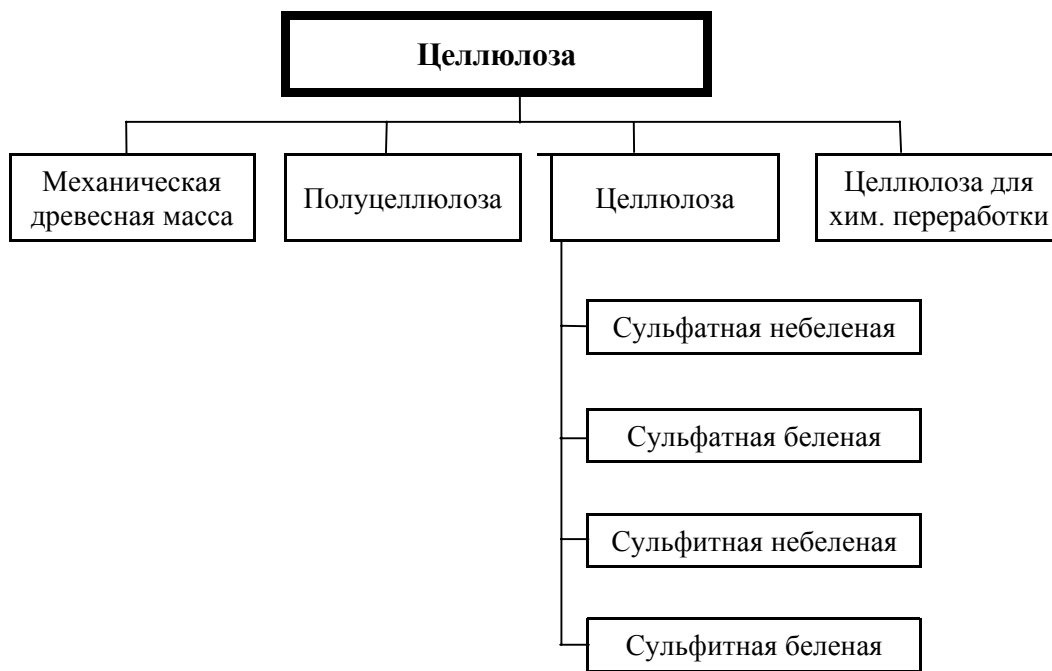 Целлюлоза
Механическая
древесная масса
Полуцеллюлоза
Целлюлоза
Целлюлоза для
хим. переработки
Сульфатная небеленая
Сульфатная беленая
Сульфитная небеленая
Сульфитная беленая